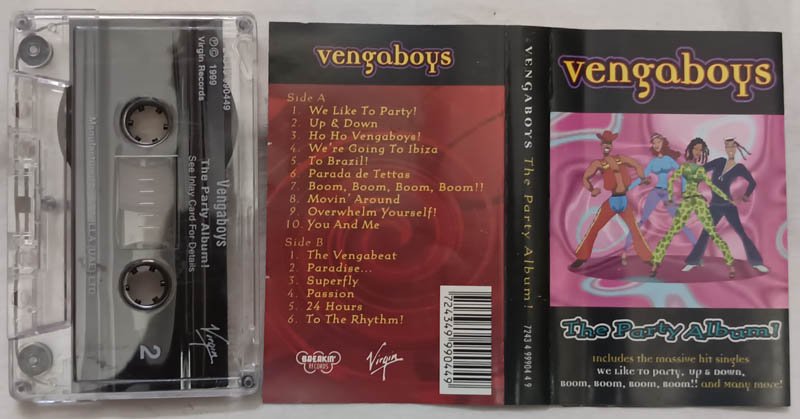 ℗© 1999
Virgin Records
Vengaboys
The Party Album!
See Inlay Card For Details
2
Virgin
vengaboys
Side A
1. We Like To Party!
2. Up & Down
3. Ho Ho Vengaboys!
4. We're Going To Ibiza
5. To Brazil!
6. Parada de Tettas
7. Boom, Boom, Boom, Boom!!
8. Movin' Around
9. Overwhelm Yourself!
10. You And Me
Side B
1. The Vengabeat
2. Paradise...
3. Superfly
4. Passion
5. 24 Hours
6. To The Rhythm!
BREAKIN'
RECORDS
Virgin
724349 990449
VENGABOYS The Party Album!
7243 4 99904 4 9
vengaboys
The Party Album!
Includes the massive hit singles
We Like To Party, Up & Down,
Boom, Boom, Boom, Boom!! and many more!